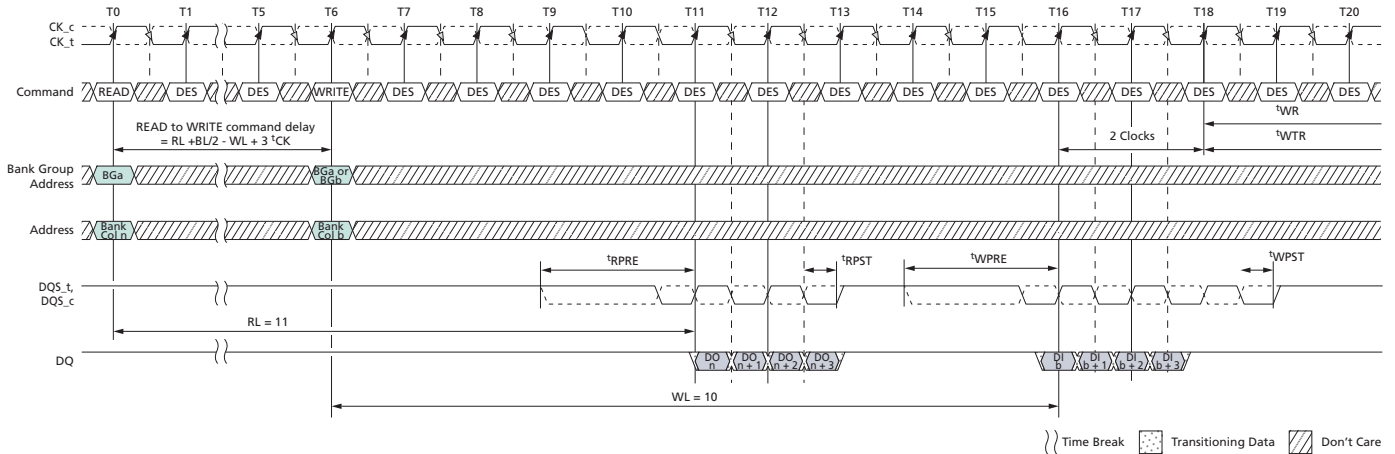 T0 T1 T5 T6 T7 T8 T9 T10 T11 T12 T13 T14 T15 T16 T17 T18 T19 T20
CK_c
CK_t
Command READ DES DES WRITE DES DES DES DES DES DES DES DES DES DES DES DES DES DES
tWR
READ to WRITE command delay
= RL +BL/2 - WL + 3 tCK
2 Clocks tWTR
Bank Group
Address
BGa
BGa or
BGb
Address
Bank
Col n
Bank
Col b
tRPRE tRPST tWPRE tWPST
DQS_t,
DQS_c
RL = 11
DQ
DO
n
DO
n + 1
DO
n + 2
DO
n + 3
DI
b
DI
b + 1
DI
b + 2
DI
b + 3
WL = 10
Time Break Transitioning Data Don't Care